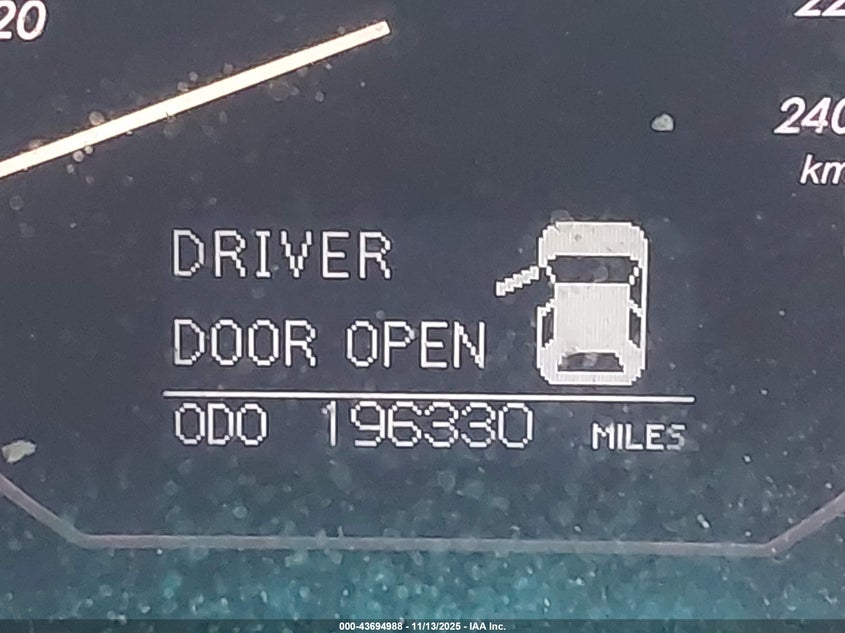 20
22
240
km
DRIVER
DOOR OPEN
ODO 196330 MILES
000-43694988 - 11/13/2025 - IAA Inc.